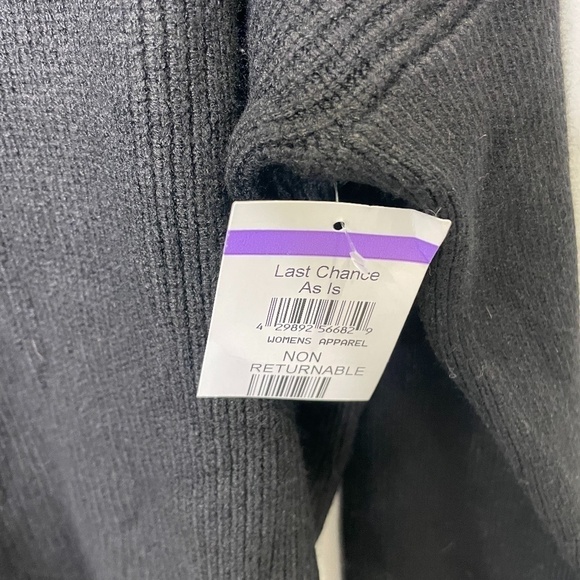 Last Chance
As Is
4 29892 56682 9
WOMENS APPAREL
NON
RETURNABLE